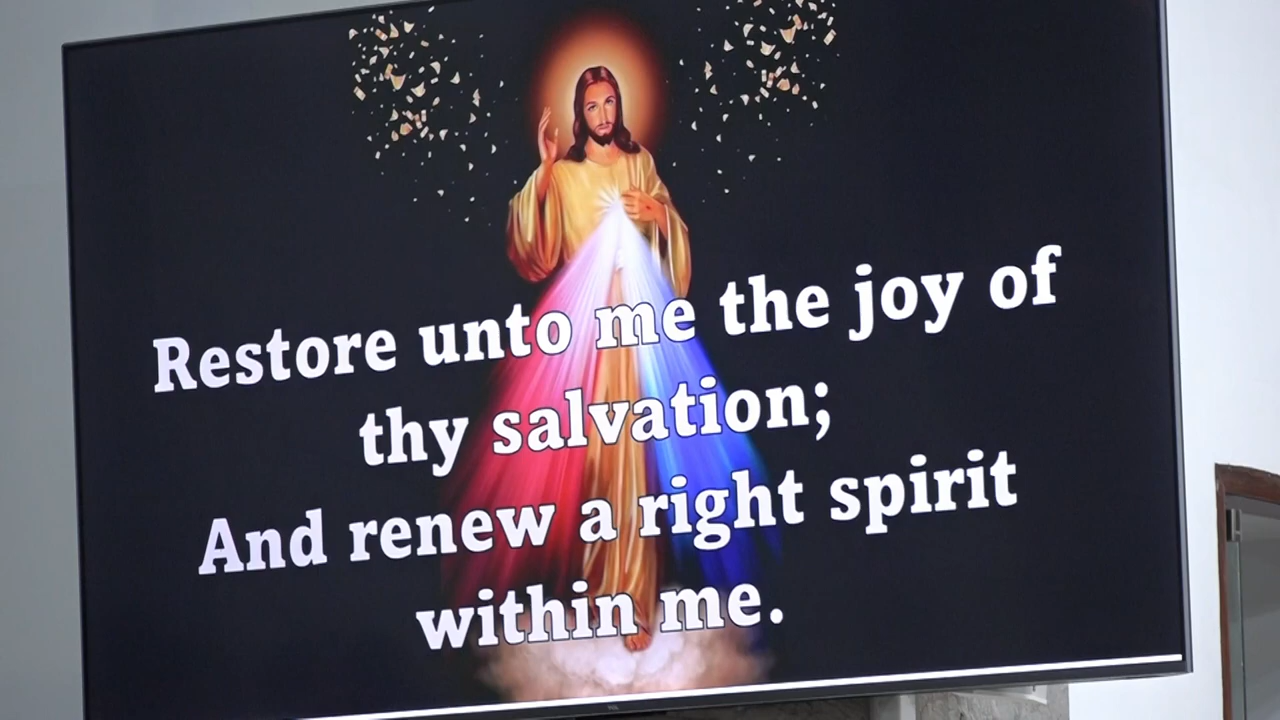 Restore unto me the joy of
thy salvation;
And renew a right spirit
within me.